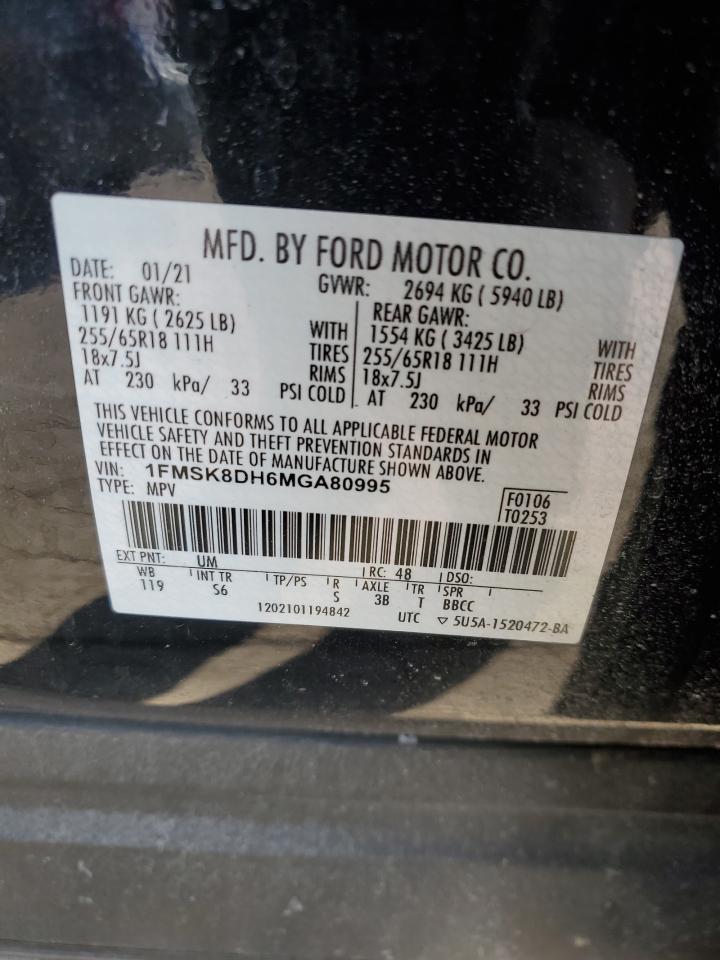 MFD. BY FORD MOTOR CO.
DATE: 01/21 GVWR: 2694 KG ( 5940 LB)
FRONT GAWR: REAR GAWR:
1191 KG ( 2625 LB) WITH 1554 KG ( 3425 LB) WITH
255/65R18 111H TIRES 255/65R18 111H TIRES
18x7.5J RIMS 18x7.5J RIMS
AT 230 kPa/ 33 PSI COLD AT 230 kPa/ 33 PSI COLD
THIS VEHICLE CONFORMS TO ALL APPLICABLE FEDERAL MOTOR
VEHICLE SAFETY AND THEFT PREVENTION STANDARDS IN
EFFECT ON THE DATE OF MANUFACTURE SHOWN ABOVE.
VIN: 1FMSK8DH6MGA80995
TYPE: MPV
F0106
T0253
EXT PNT: UM RC: 48 DSO:
WB INT TR TP/PS R AXLE TR SPR
119 S6 S 3B T BBCC
1202101194842 UTC ▽ 5U5A-1520472-BA